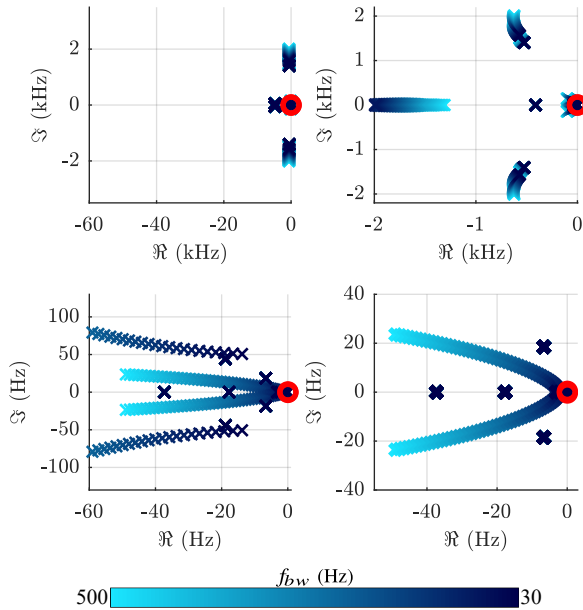 2
2
1
0
0
-1
-2
-2
ℑ (kHz)
ℑ (kHz)
-60 -40 -20 0
-2 -1 0
ℜ (kHz)
ℜ (kHz)
100
50
0
-50
-100
40
20
0
-20
-40
ℑ (Hz)
ℑ (Hz)
-60 -40 -20 0
-40 -20 0
ℜ (Hz)
ℜ (Hz)
f_bw (Hz)
500 30